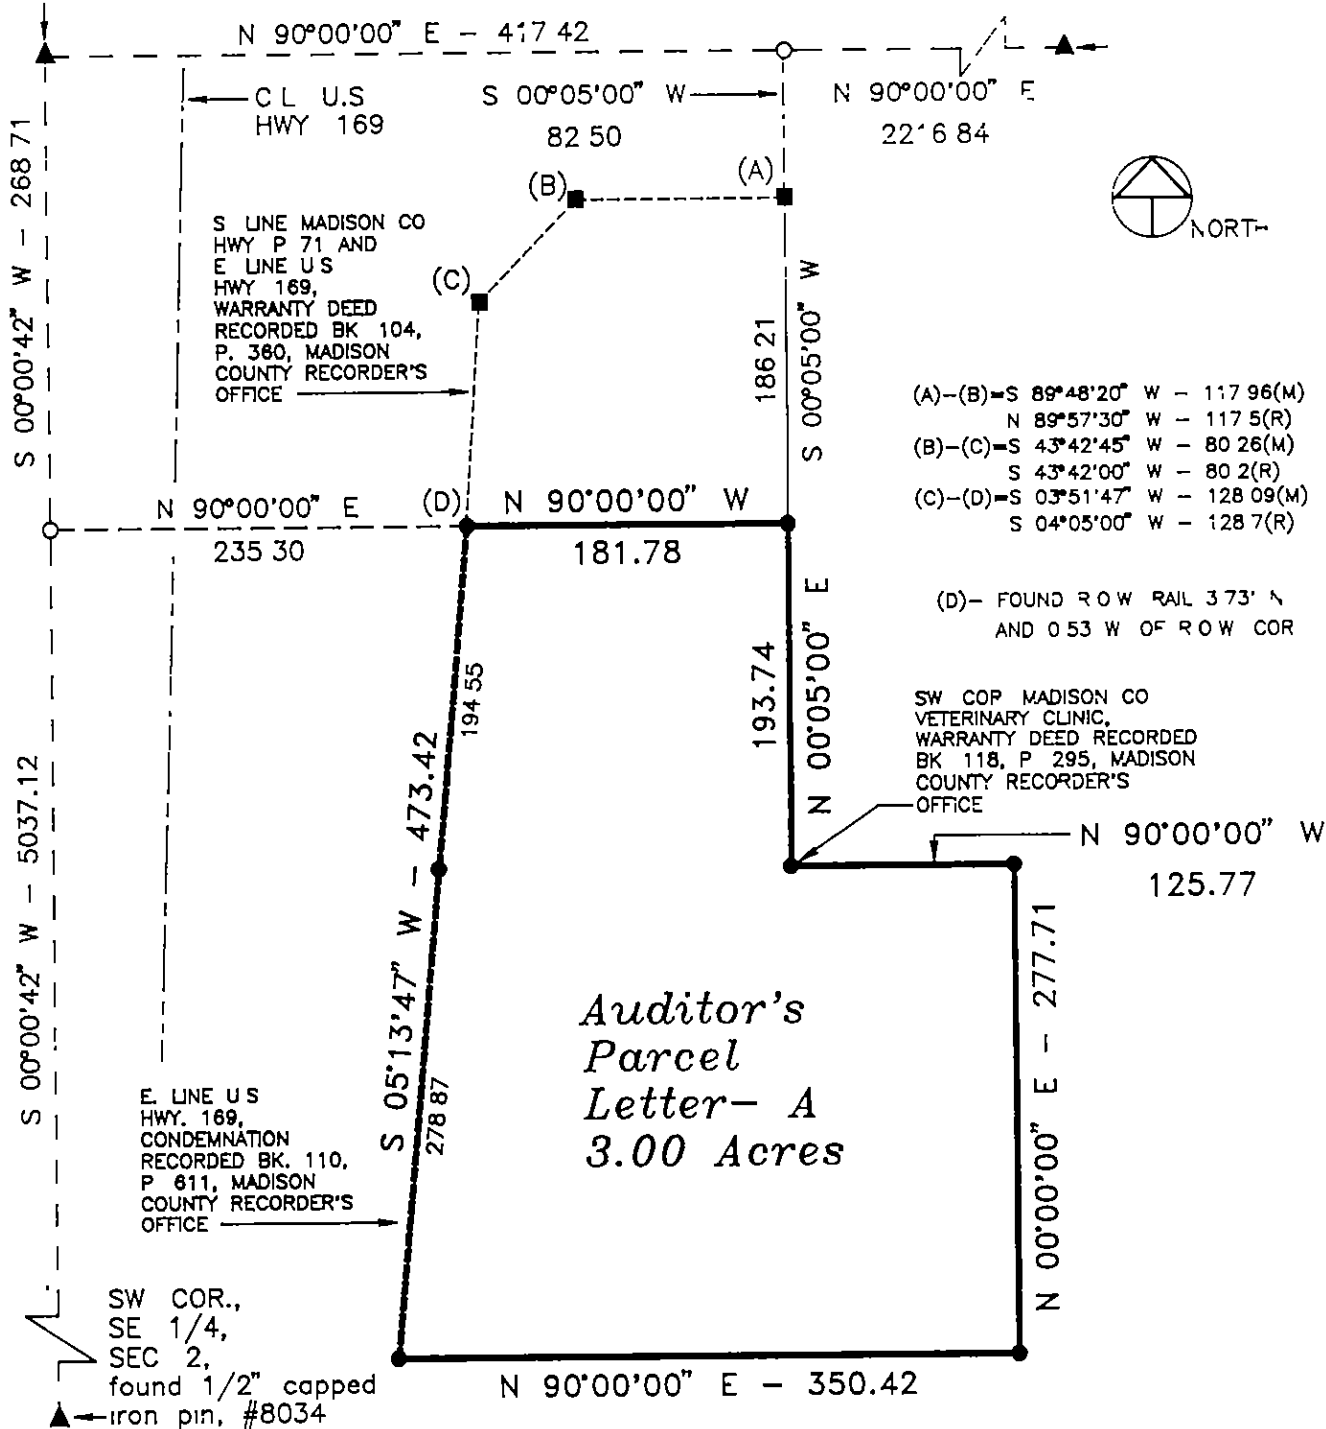 N 90°00'00" E - 417 42
C L U.S
HWY 169
S 00°05'00" W
82 50
N 90°00'00" E
22'6 84
S 00°00'42" W - 268 71
(B)
(A)
NORTH
S LINE MADISON CO
HWY P 71 AND
E LINE U S
HWY 169,
WARRANTY DEED
RECORDED BK 104,
P. 360, MADISON
COUNTY RECORDER'S
OFFICE
(C)
186 21
S 00°05'00" W
(A)-(B)=S 89°48'20" W - 117 96(M)
N 89°57'30" W - 117 5(R)
(B)-(C)=S 43°42'45" W - 80 26(M)
S 43°42'00" W - 80 2(R)
(C)-(D)=S 03°51'47" W - 128 09(M)
S 04°05'00" W - 128 7(R)
N 90°00'00" E
235 30
(D)
N 90°00'00" W
181.78
(D)- FOUND R O W RAIL 3 73' N
AND 0 53 W OF R O W COR
194 55
S 05°13'47" W - 473.42
278 87
193.74
N 00°05'00" E
SW COP MADISON CO
VETERINARY CLINIC,
WARRANTY DEED RECORDED
BK 118, P 295, MADISON
COUNTY RECORDER'S
OFFICE
N 90°00'00" W
125.77
S 00°00'42" W - 5037.12
Auditor's
Parcel
Letter- A
3.00 Acres
N 00°00'00" E - 277.71
E. LINE U S
HWY. 169,
CONDEMNATION
RECORDED BK. 110,
P 611, MADISON
COUNTY RECORDER'S
OFFICE
SW COR.,
SE 1/4,
SEC 2,
found 1/2" capped
iron pin, #8034
N 90°00'00" E - 350.42